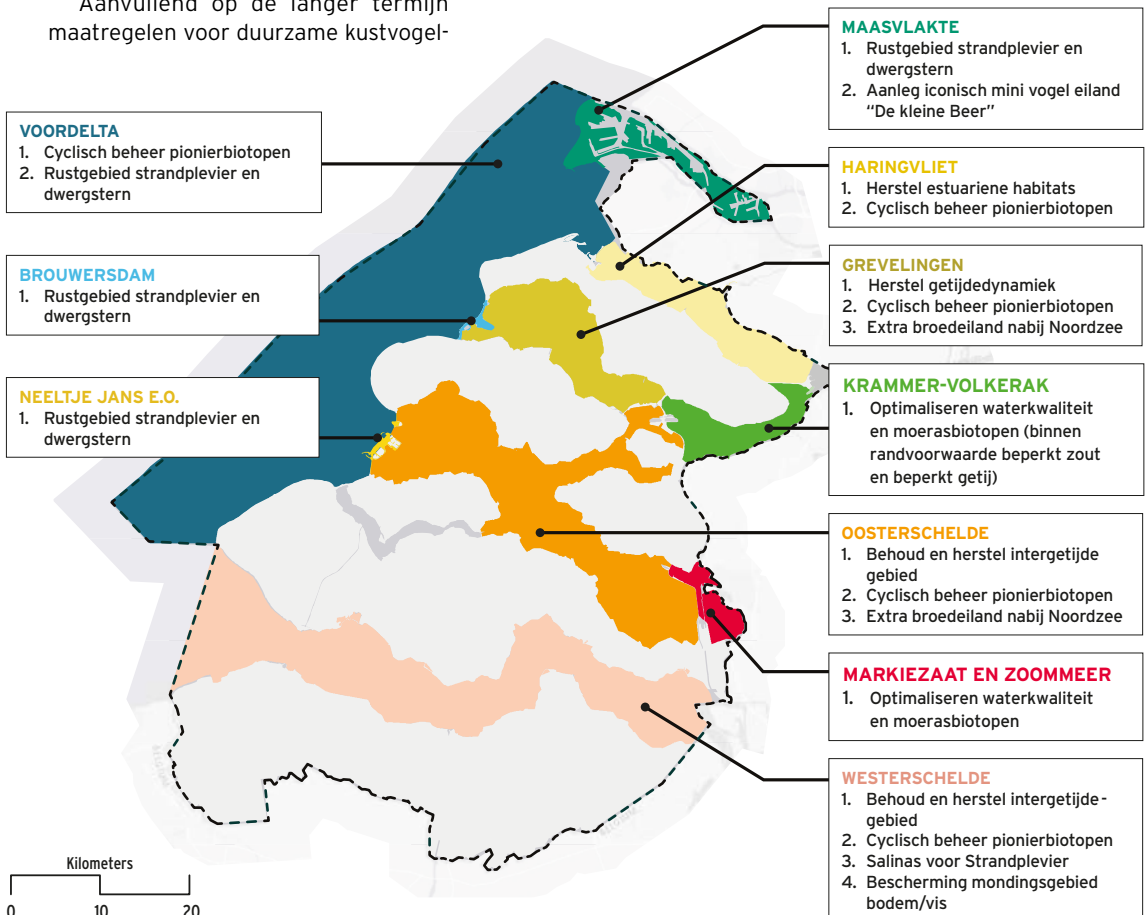 Aanvullend op de langer termijn
maatregelen voor duurzame kustvogel-
VOORDELTA
1. Cyclisch beheer pionierbiotopen
2. Rustgebied strandplevier en
dwergstern
BROUWERSDAM
1. Rustgebied strandplevier en
dwergstern
NEELTJE JANS E.O.
1. Rustgebied strandplevier en
dwergstern
MAASVLAKTE
1. Rustgebied strandplevier en
dwergstern
2. Aanleg iconisch mini vogel eiland
“De kleine Beer”
HARINGVLIET
1. Herstel estuariene habitats
2. Cyclisch beheer pionierbiotopen
GREVELINGEN
1. Herstel getijdedynamiek
2. Cyclisch beheer pionierbiotopen
3. Extra broedeiland nabij Noordzee
KRAMMER-VOLKERAK
1. Optimaliseren waterkwaliteit
en moerasbiotopen (binnen
randvoorwaarde beperkt zout
en beperkt getij)
OOSTERSCHELDE
1. Behoud en herstel intergetijde
gebied
2. Cyclisch beheer pionierbiotopen
3. Extra broedeiland nabij Noordzee
MARKIEZAAT EN ZOOMMEER
1. Optimaliseren waterkwaliteit
en moerasbiotopen
WESTERSCHELDE
1. Behoud en herstel intergetijde-
gebied
2. Cyclisch beheer pionierbiotopen
3. Salinas voor Strandplevier
4. Bescherming mondingsgebied
bodem/vis
Kilometers
0 10 20